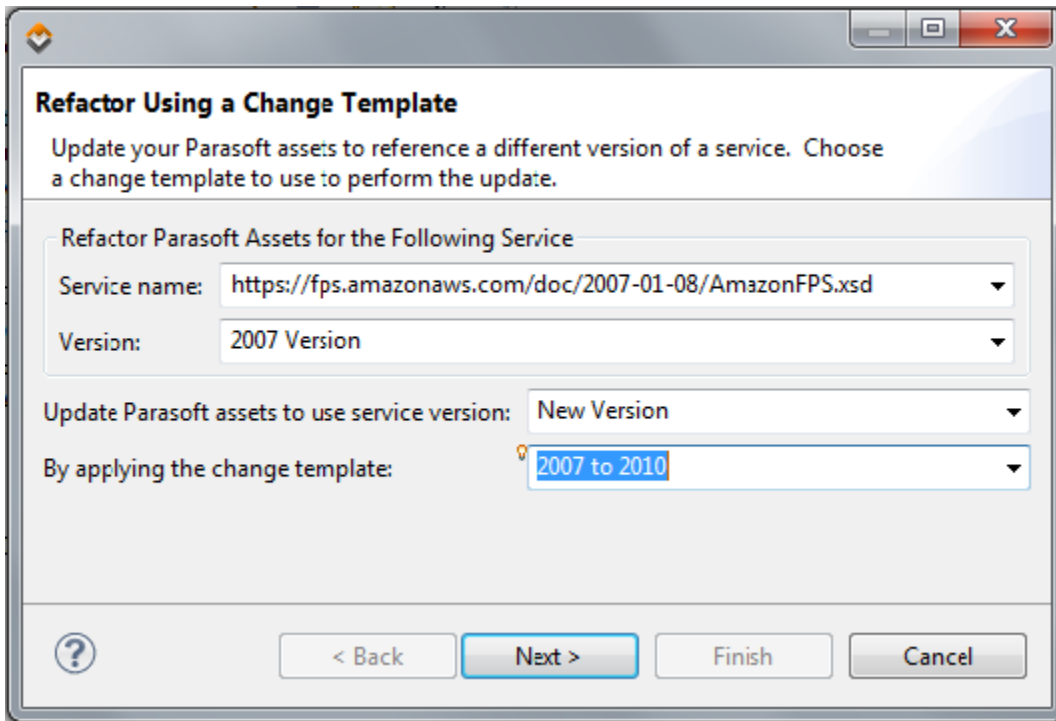 Refactor Using a Change Template
Update your Parasoft assets to reference a different version of a service.  Choose
a change template to use to perform the update.
Refactor Parasoft Assets for the Following Service
Service name: https://fps.amazonaws.com/doc/2007-01-08/AmazonFPS.xsd
Version: 2007 Version
Update Parasoft assets to use service version: New Version
By applying the change template: 2007 to 2010
? < Back Next > Finish Cancel